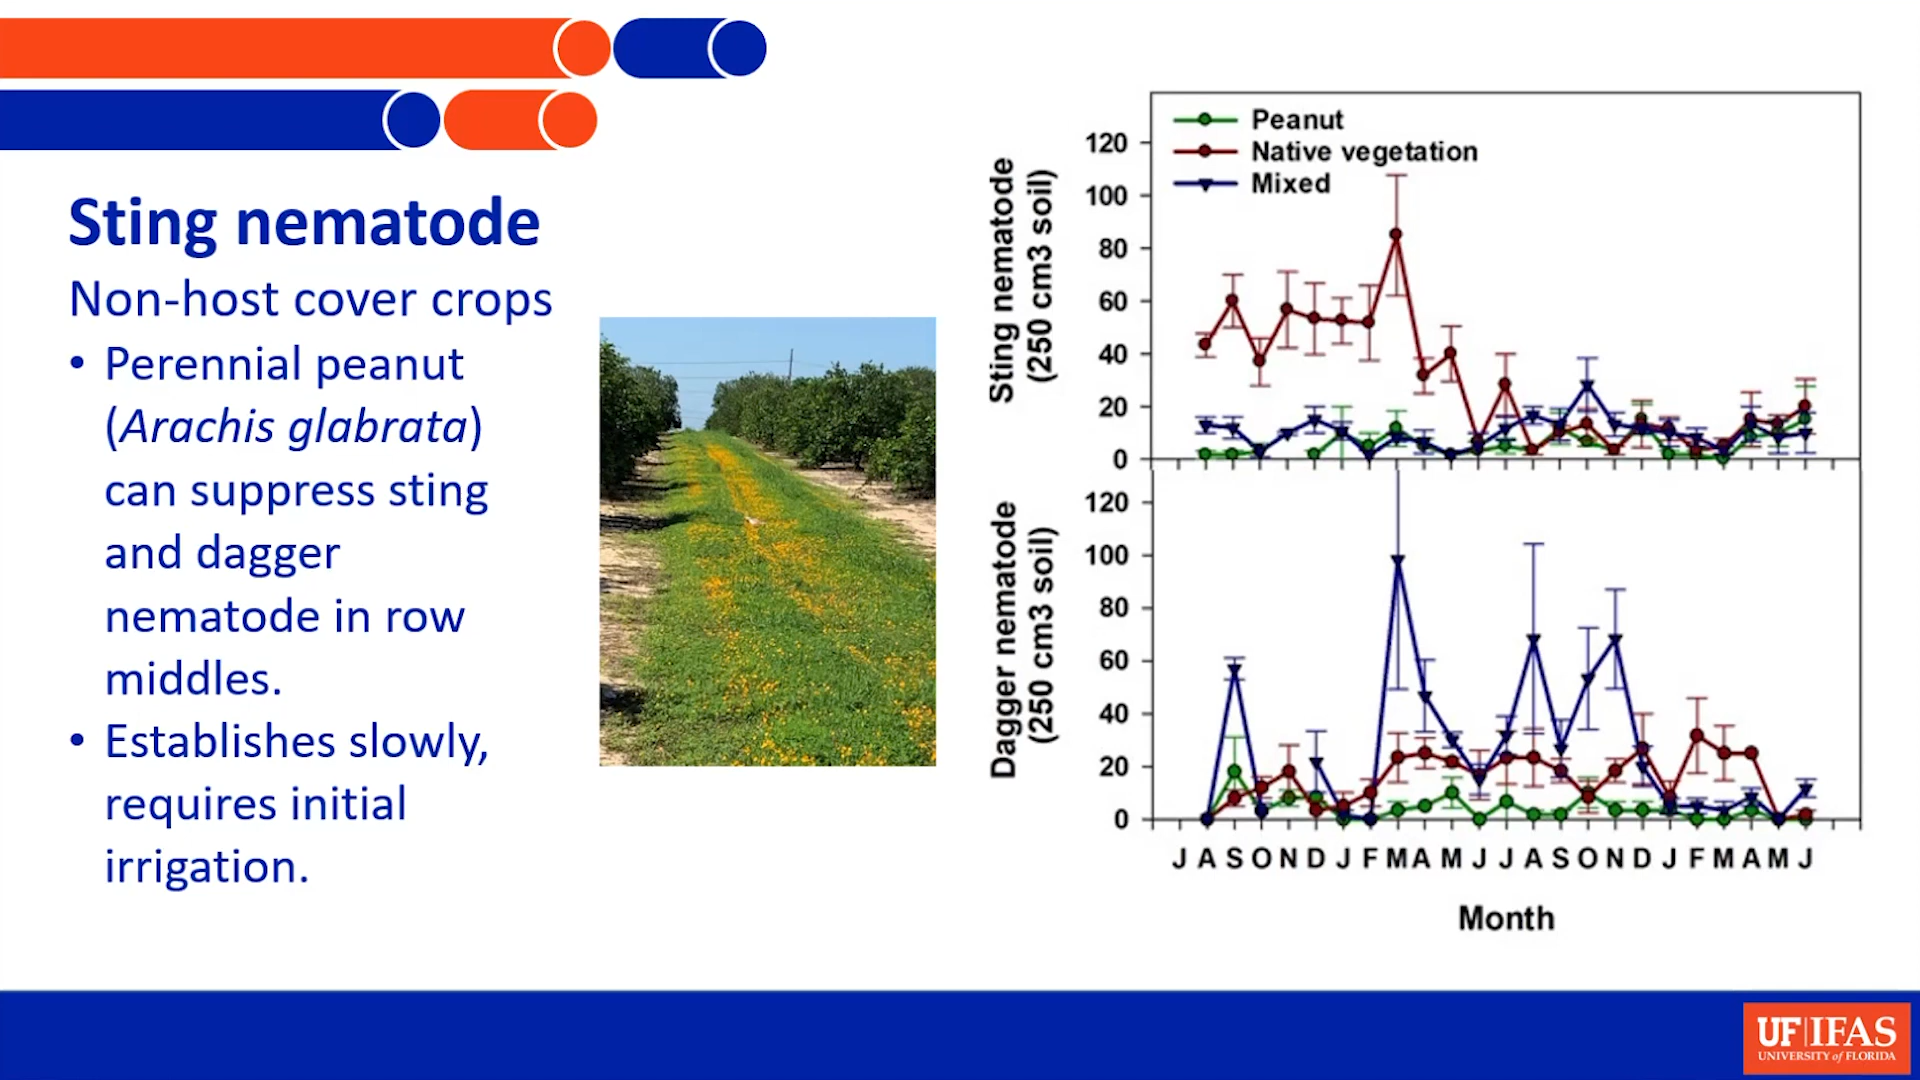 Sting nematode
Non-host cover crops
• Perennial peanut
(Arachis glabrata)
can suppress sting
and dagger
nematode in row
middles.
• Establishes slowly,
requires initial
irrigation.
Peanut
Native vegetation
Mixed
Sting nematode
(250 cm3 soil)
120
100
80
60
40
20
0
Dagger nematode
(250 cm3 soil)
120
100
80
60
40
20
0
J A S O N D J F M A M J J A S O N D J F M A M J
Month
UF|IFAS
UNIVERSITY of FLORIDA